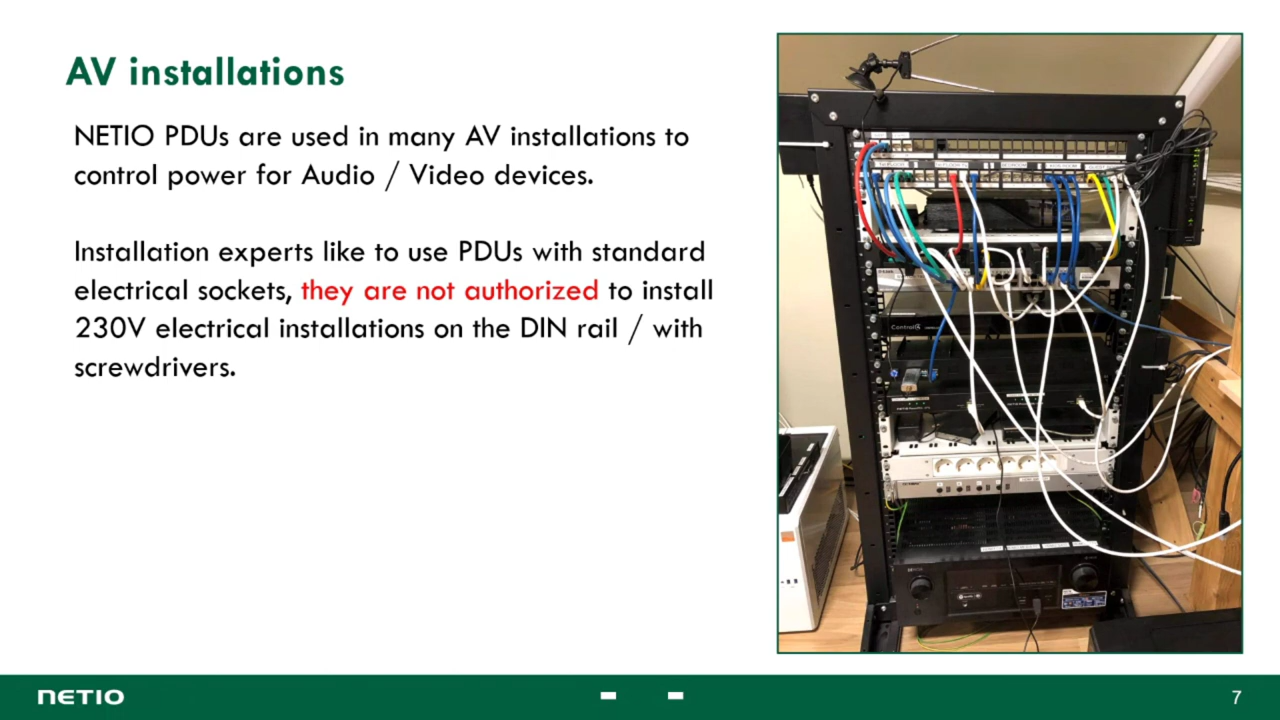 AV installations
NETIO PDUs are used in many AV installations to
control power for Audio / Video devices.
Installation experts like to use PDUs with standard
electrical sockets, they are not authorized to install
230V electrical installations on the DIN rail / with
screwdrivers.
Control4
NETIO
7